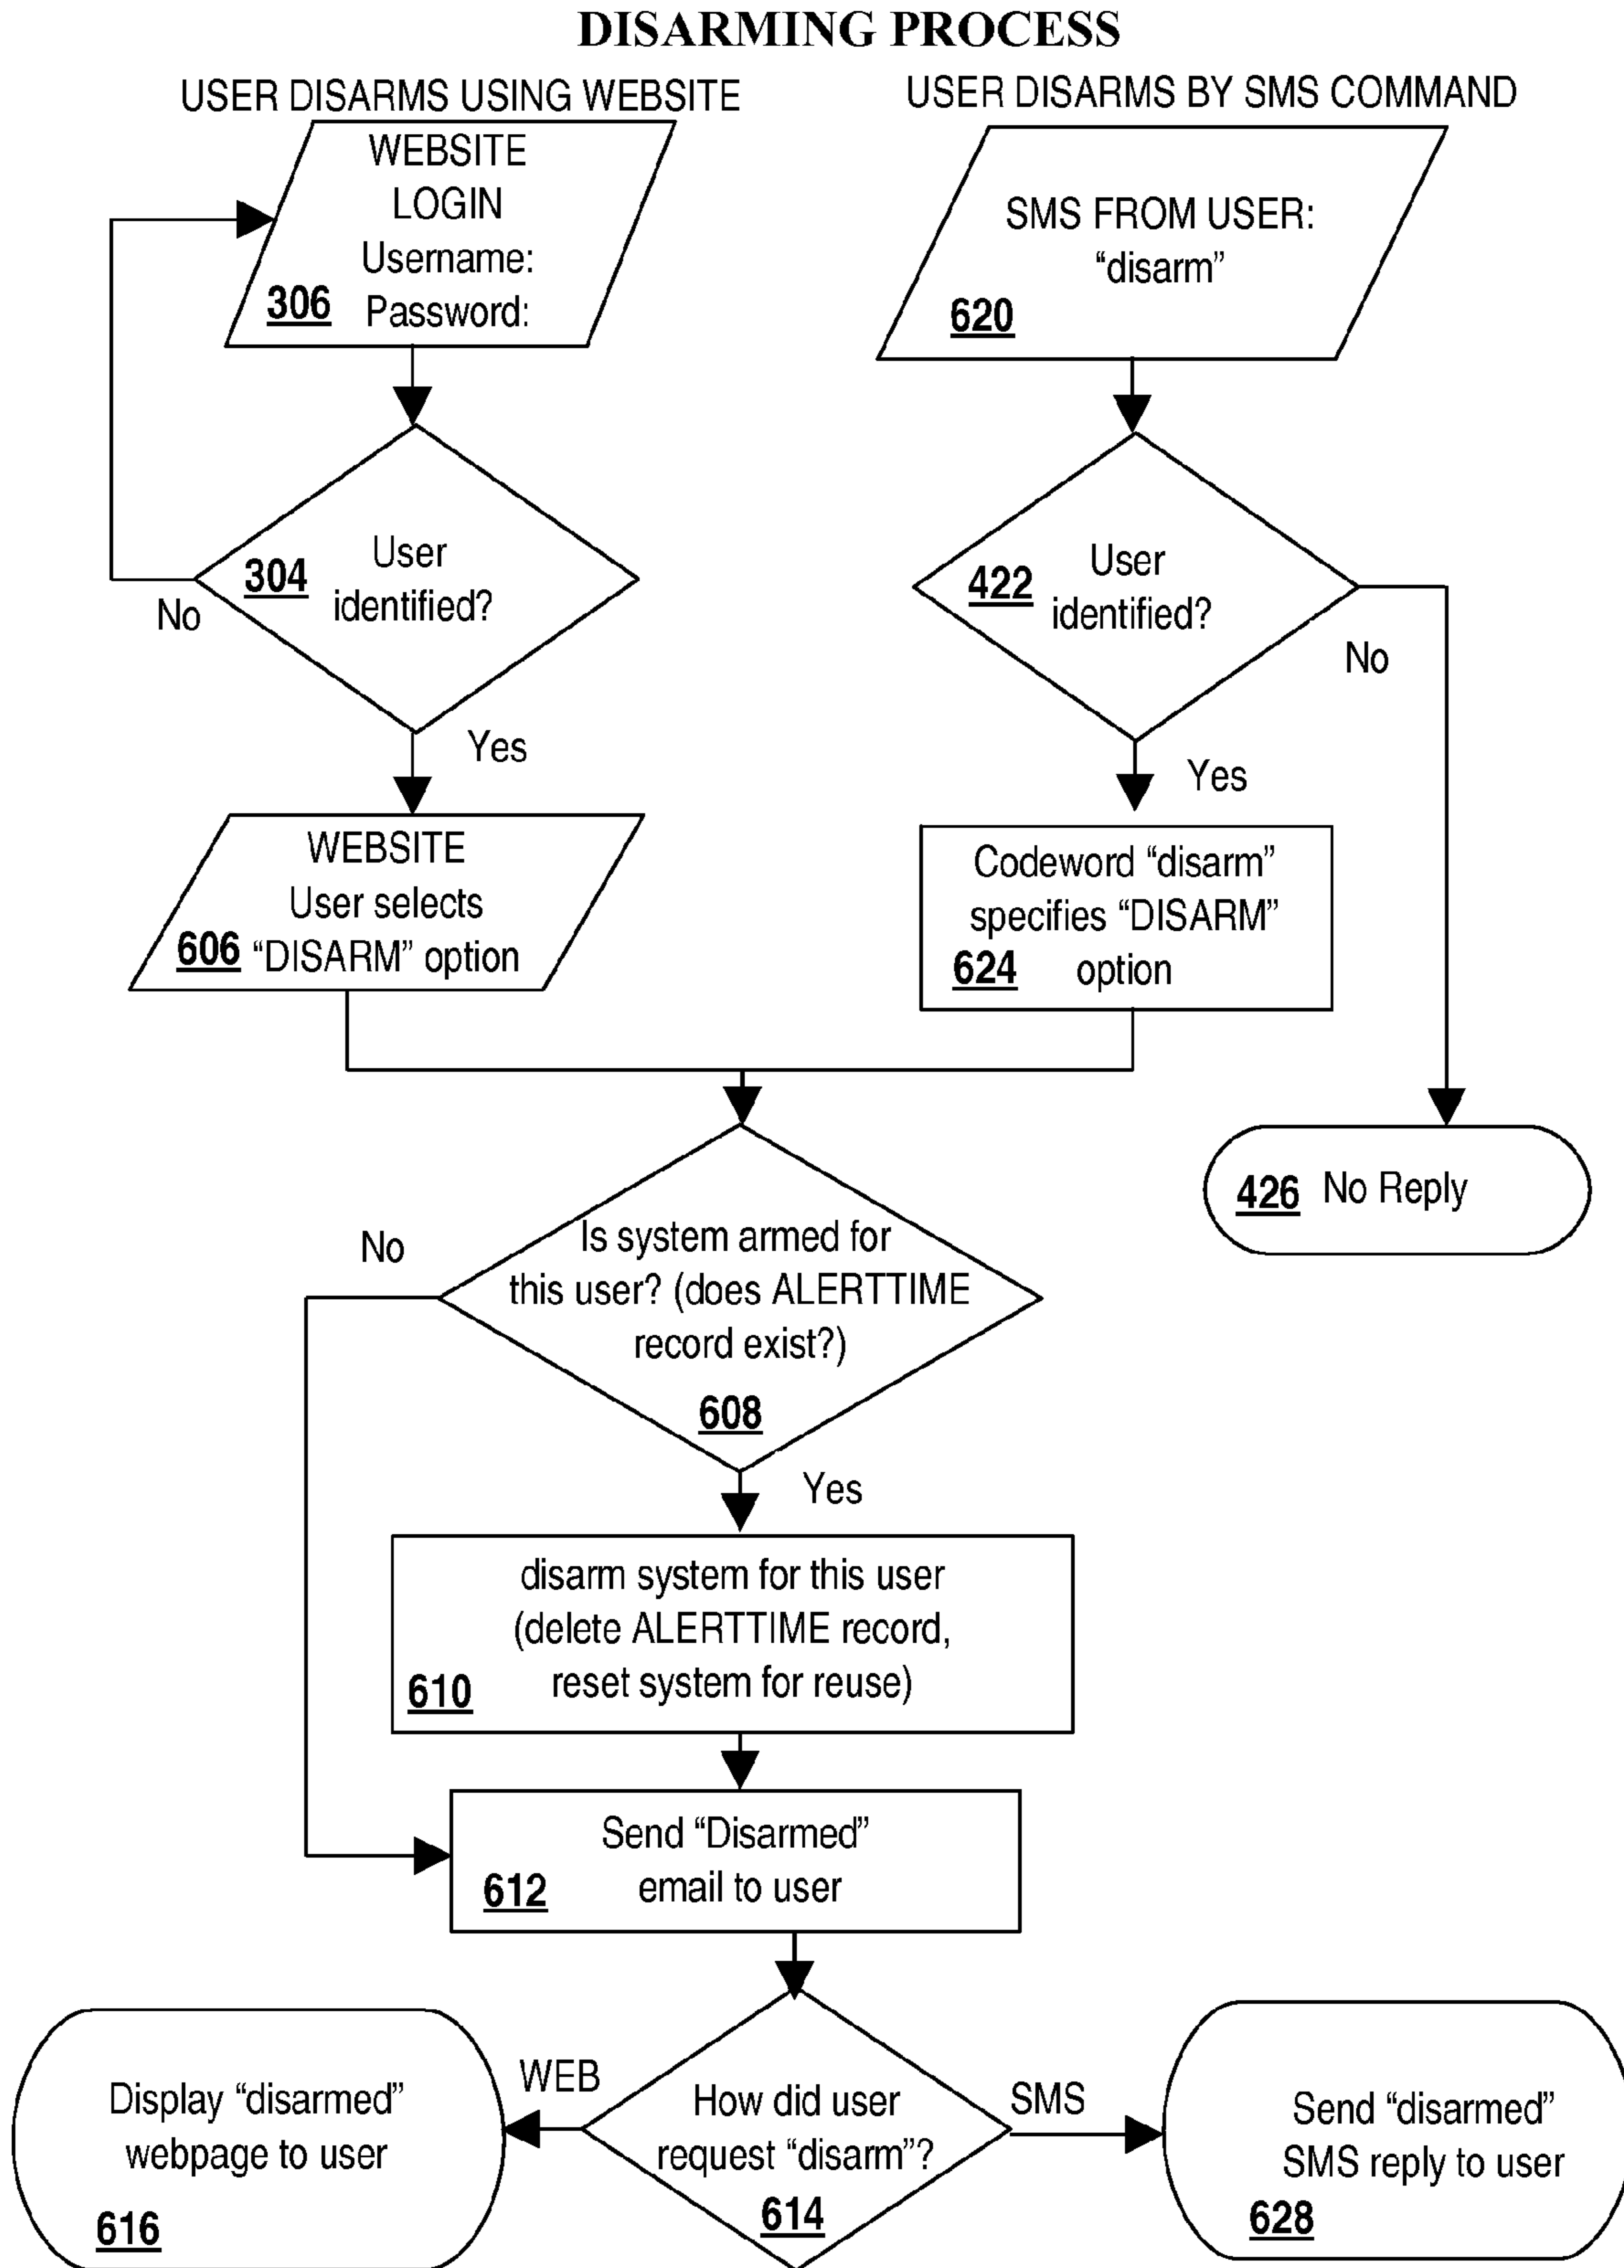 DISARMING PROCESS
USER DISARMS USING WEBSITE
WEBSITE
LOGIN
Username:
306 Password:
304 User
identified?
No
Yes
WEBSITE
User selects
606 "DISARM" option
USER DISARMS BY SMS COMMAND
SMS FROM USER:
“disarm”
620
422 User
identified?
No
Yes
Codeword “disarm”
specifies “DISARM”
624 option
426 No Reply
Is system armed for
this user? (does ALERTTIME
record exist?)
608
No
Yes
disarm system for this user
(delete ALERTTIME record,
610 reset system for reuse)
Send “Disarmed”
612 email to user
How did user
request “disarm”?
614
WEB
Display “disarmed”
webpage to user
616
SMS
Send “disarmed”
SMS reply to user
628